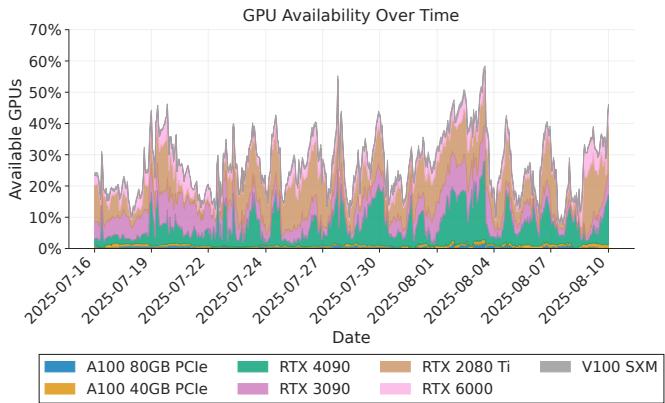 GPU Availability Over Time
70%
60%
50%
40%
30%
20%
10%
0%
Available GPUs
2025-07-16
2025-07-19
2025-07-22
2025-07-24
2025-07-27
2025-07-30
2025-08-01
2025-08-04
2025-08-07
2025-08-10
Date
A100 80GB PCIe
RTX 4090
RTX 2080 Ti
V100 SXM
A100 40GB PCIe
RTX 3090
RTX 6000